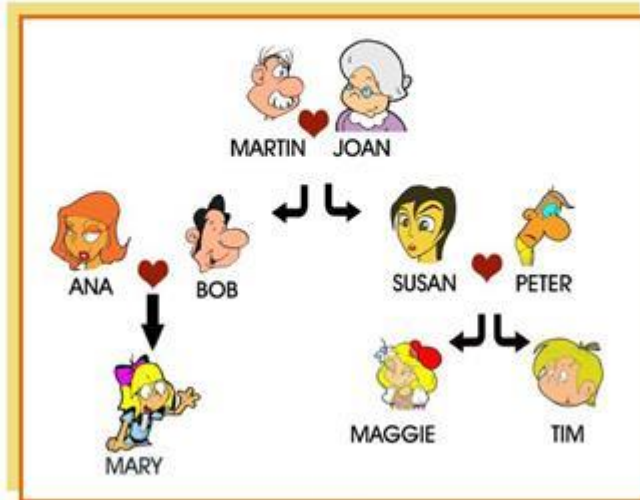 MARTIN JOAN
ANA BOB SUSAN PETER
MAGGIE TIM
MARY